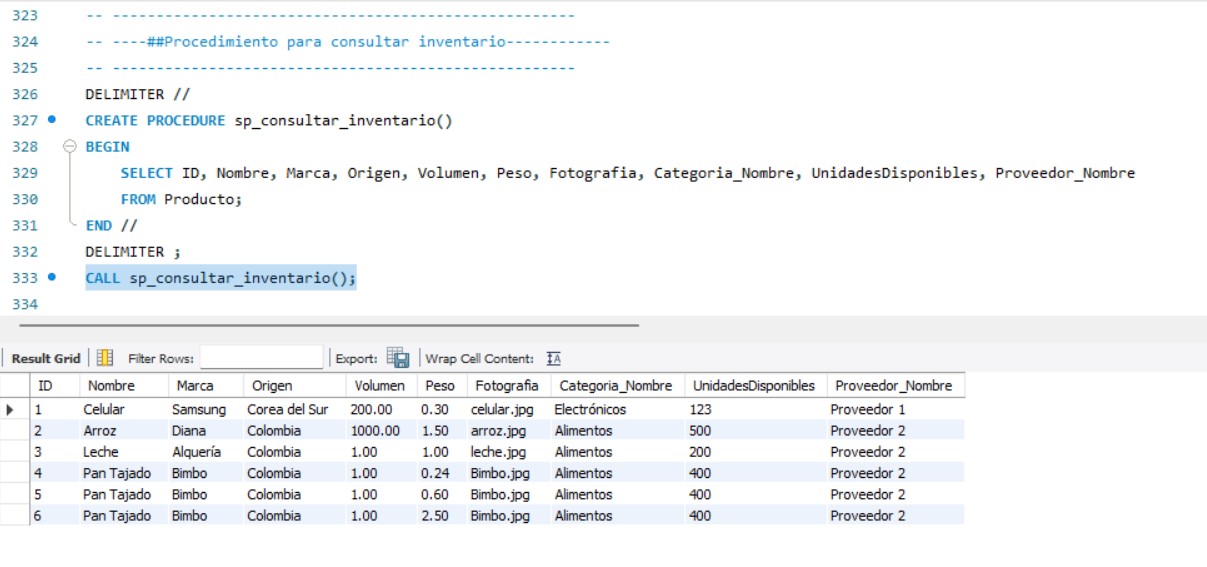 323 -- -----------------------------------------------------
324 -- ----##Procedimiento para consultar inventario------------
325 -- -----------------------------------------------------
326 DELIMITER //
327 CREATE PROCEDURE sp_consultar_inventario()
328 BEGIN
329 SELECT ID, Nombre, Marca, Origen, Volumen, Peso, Fotografia, Categoria_Nombre, UnidadesDisponibles, Proveedor_Nombre
330 FROM Producto;
331 END //
332 DELIMITER ;
333 CALL sp_consultar_inventario();
334
Result Grid Filter Rows: Export: Wrap Cell Content: IA
ID Nombre Marca Origen Volumen Peso Fotografia Categoria_Nombre UnidadesDisponibles Proveedor_Nombre
1 Celular Samsung Corea del Sur 200.00 0.30 celular.jpg Electrónicos 123 Proveedor 1
2 Arroz Diana Colombia 1000.00 1.50 arroz.jpg Alimentos 500 Proveedor 2
3 Leche Alquería Colombia 1.00 1.00 leche.jpg Alimentos 200 Proveedor 2
4 Pan Tajado Bimbo Colombia 1.00 0.24 Bimbo.jpg Alimentos 400 Proveedor 2
5 Pan Tajado Bimbo Colombia 1.00 0.60 Bimbo.jpg Alimentos 400 Proveedor 2
6 Pan Tajado Bimbo Colombia 1.00 2.50 Bimbo.jpg Alimentos 400 Proveedor 2